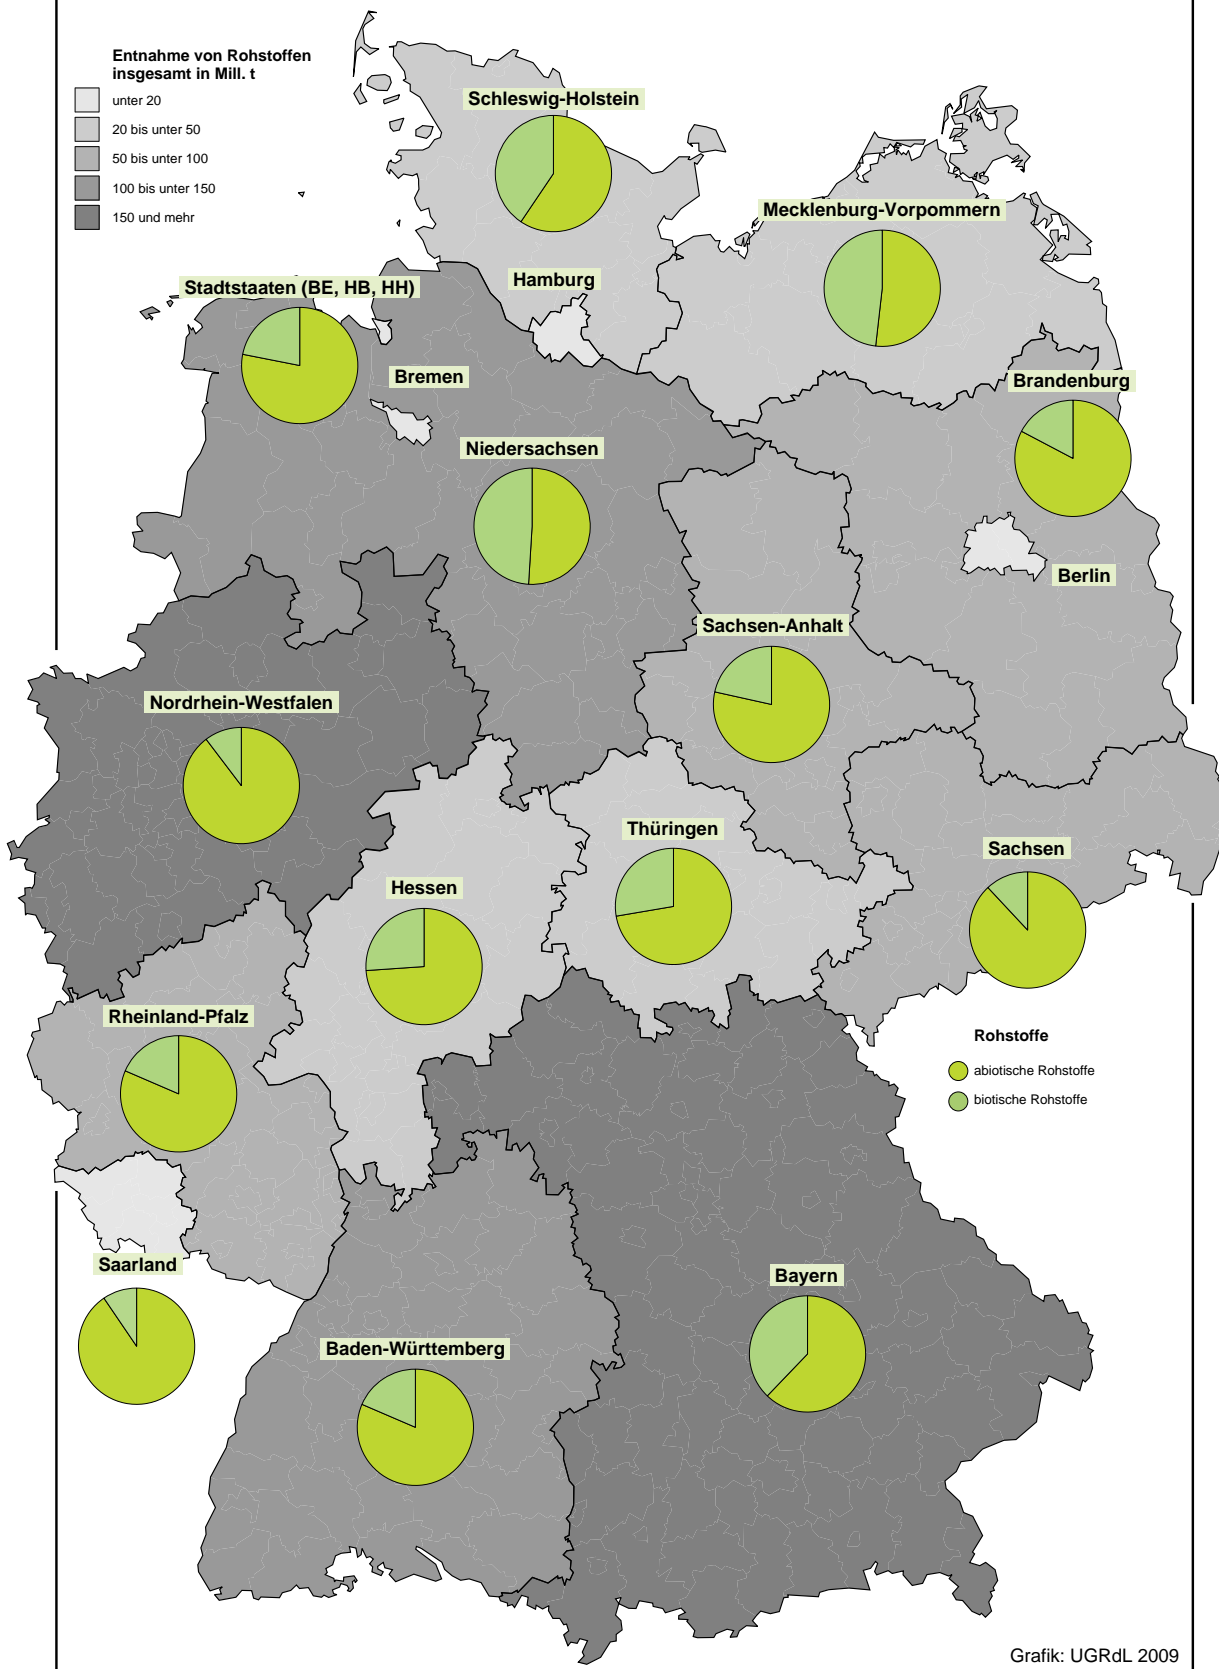 Entnahme von Rohstoffen
insgesamt in Mill. t
unter 20
20 bis unter 50
50 bis unter 100
100 bis unter 150
150 und mehr
Schleswig-Holstein
Mecklenburg-Vorpommern
Hamburg
Stadtstaaten (BE, HB, HH)
Bremen
Brandenburg
Niedersachsen
Berlin
Sachsen-Anhalt
Nordrhein-Westfalen
Thüringen
Sachsen
Hessen
Rheinland-Pfalz
Rohstoffe
abiotische Rohstoffe
biotische Rohstoffe
Saarland
Bayern
Baden-Württemberg
Grafik: UGRdL 2009